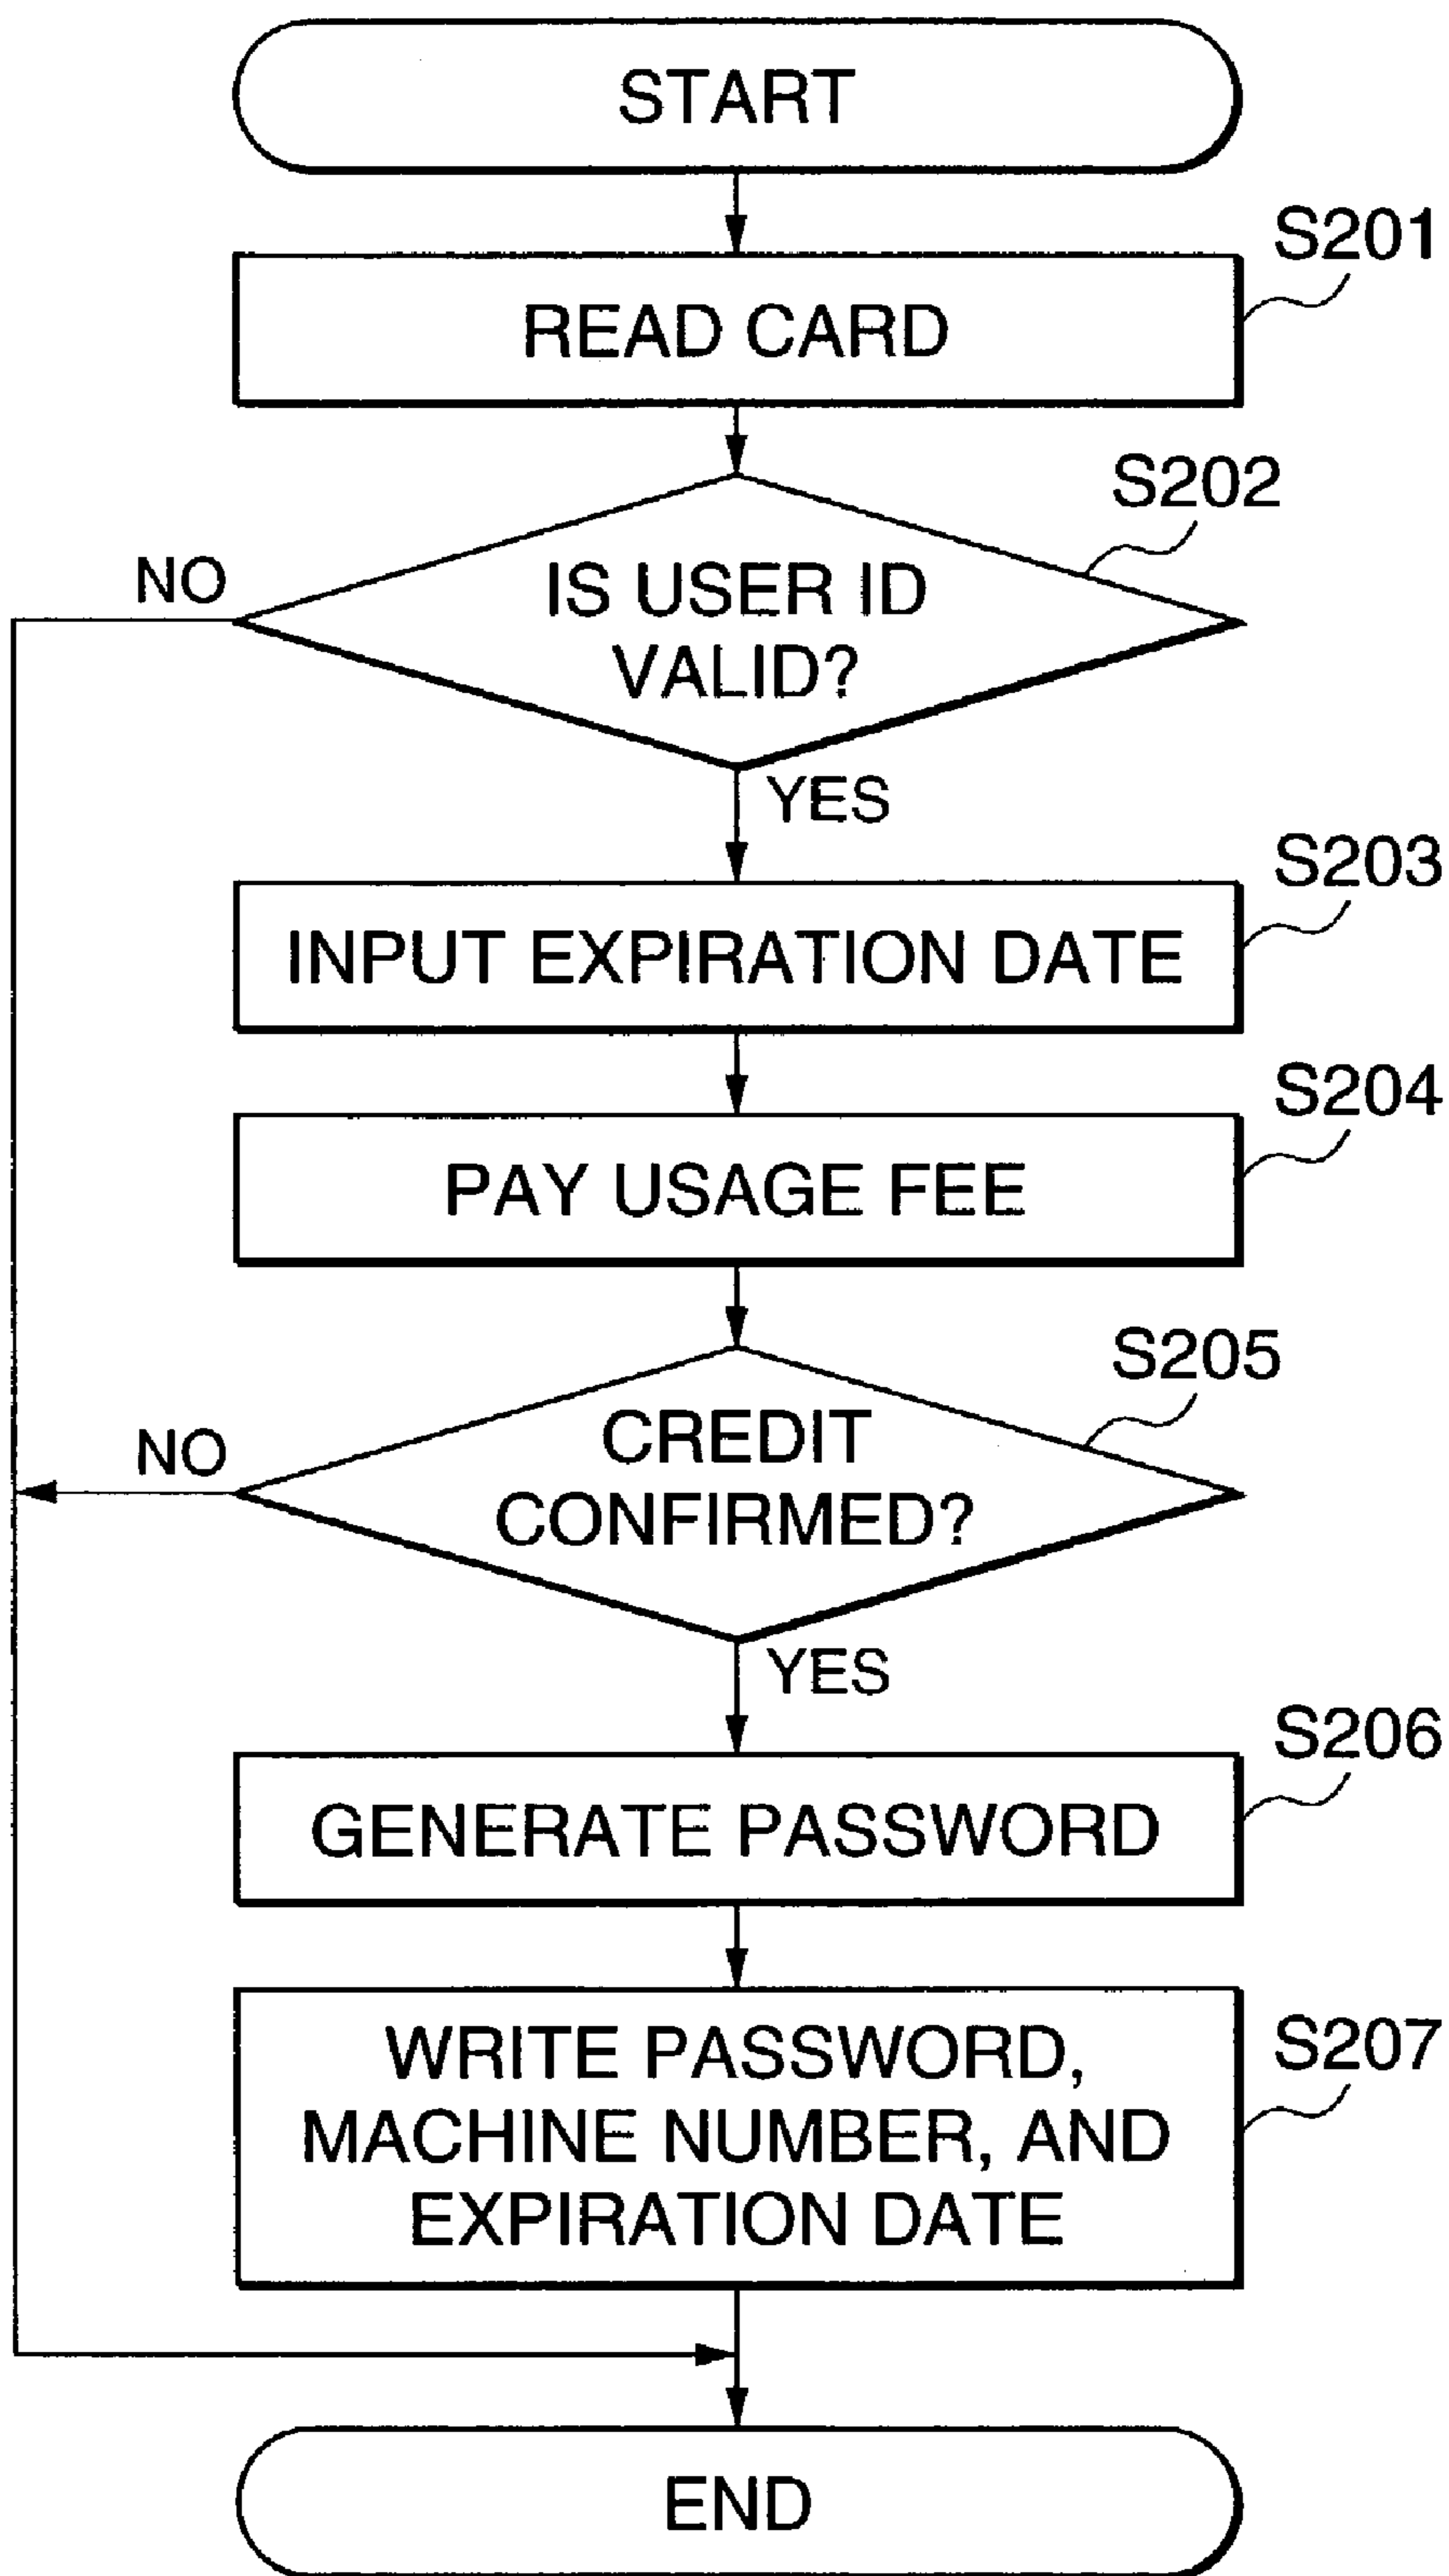 START
S201
READ CARD
S202
NO
IS USER ID
VALID?
YES
S203
INPUT EXPIRATION DATE
S204
PAY USAGE FEE
S205
NO
CREDIT
CONFIRMED?
YES
S206
GENERATE PASSWORD
S207
WRITE PASSWORD,
MACHINE NUMBER, AND
EXPIRATION DATE
END